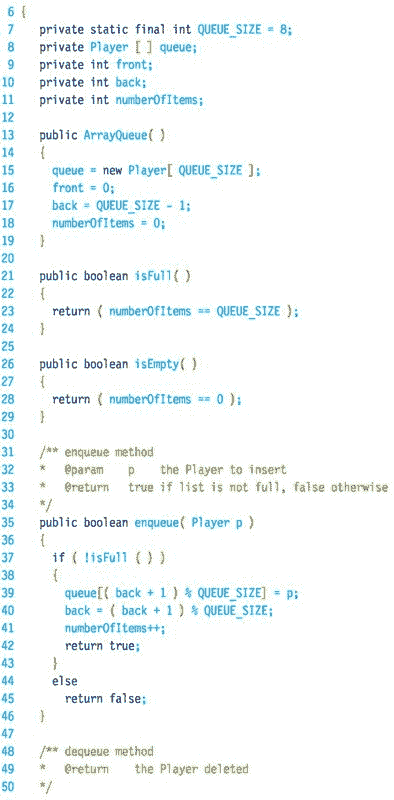 6 {
7 private static final int QUEUE_SIZE = 8;
8 private Player [ ] queue;
9 private int front;
10 private int back;
11 private int numberOfItems;
12
13 public ArrayQueue( )
14 {
15 queue = new Player[ QUEUE_SIZE ];
16 front = 0;
17 back = QUEUE_SIZE - 1;
18 numberOfItems = 0;
19 }
20
21 public boolean isFull( )
22 {
23 return ( numberOfItems == QUEUE_SIZE );
24 }
25
26 public boolean isEmpty( )
27 {
28 return ( numberOfItems == 0 );
29 }
30
31 /** enqueue method
32 * @param p the Player to insert
33 * @return true if list is not full, false otherwise
34 */
35 public boolean enqueue( Player p )
36 {
37 if ( !isFull ( ) )
38 {
39 queue[( back + 1 ) % QUEUE_SIZE] = p;
40 back = ( back + 1 ) % QUEUE_SIZE;
41 numberOfItems++;
42 return true;
43 }
44 else
45 return false;
46 }
47
48 /** dequeue method
49 * @return the Player deleted
50 */